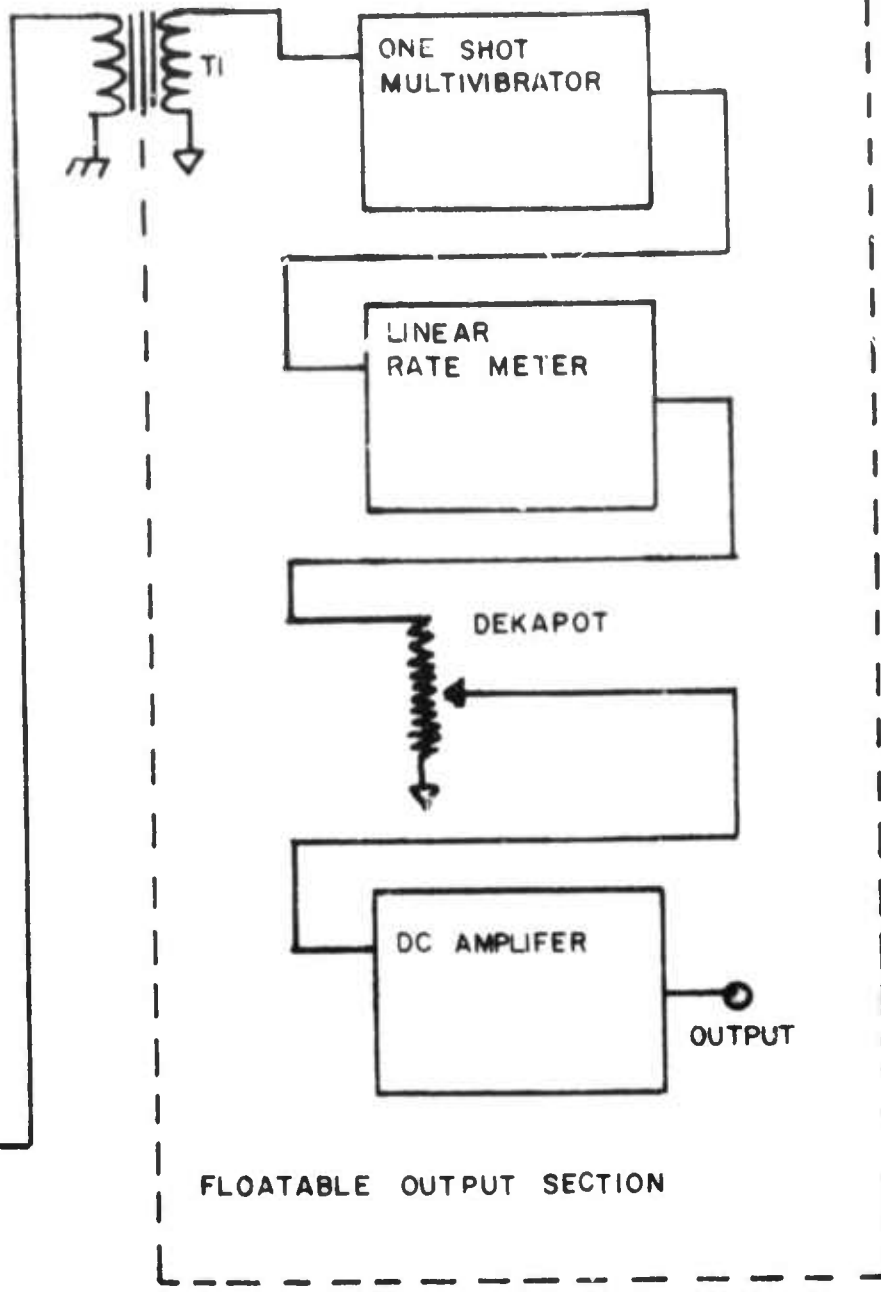 T1
ONE SHOT
MULTIVIBRATOR
LINEAR
RATE METER
DEKAPOT
DC AMPLIFER
OUTPUT
FLOATABLE OUTPUT SECTION